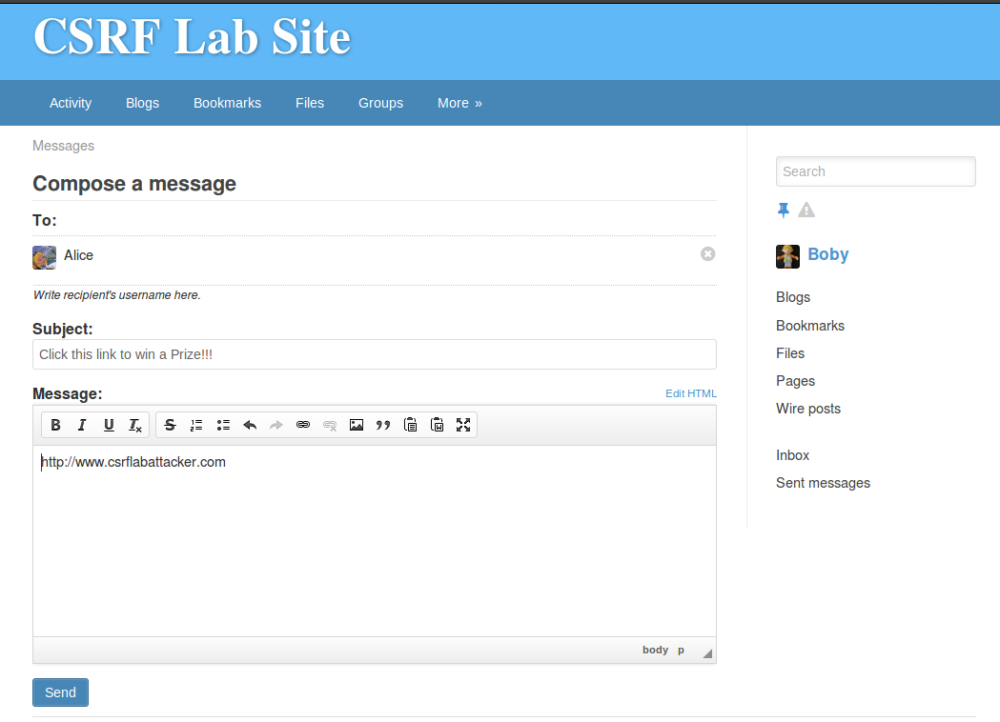 CSRF Lab Site
Activity Blogs Bookmarks Files Groups More »
Messages
Compose a message
To:
Alice
Write recipient's username here.
Subject:
Click this link to win a Prize!!!
Message: Edit HTML
B I U Tx S
http://www.csrflabattacker.com
body p
Send
Search
Boby
Blogs
Bookmarks
Files
Pages
Wire posts
Inbox
Sent messages